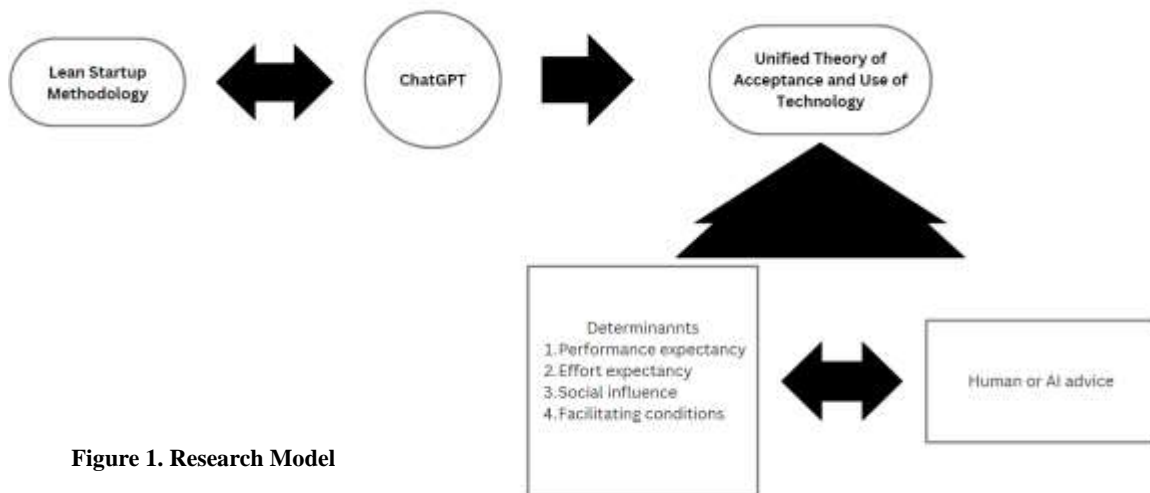 Lean Startup
Methodology
ChatGPT
Unified Theory of
Acceptance and Use of
Technology
Determinannts
1.Performance expectancy
2.Effort expectancy
3.Social influence
4.Facilitating conditions
Human or AI advice
Figure 1. Research Model